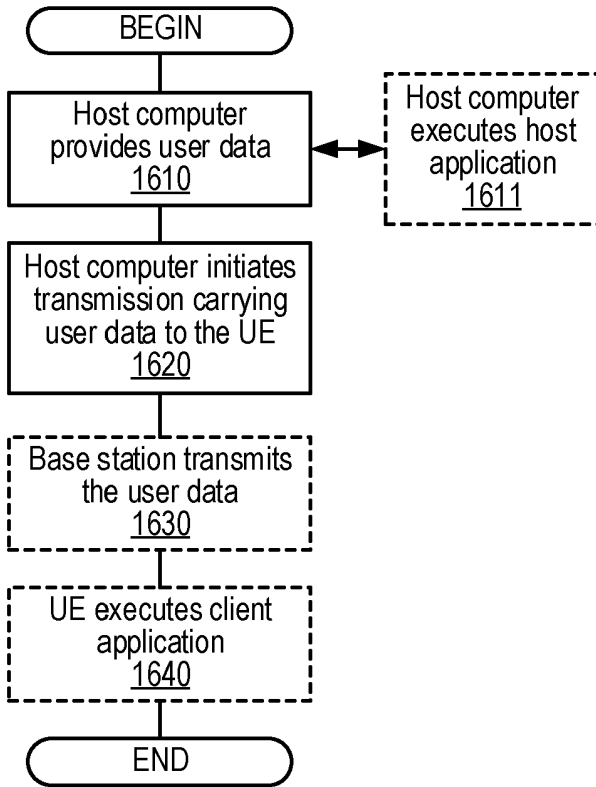 BEGIN
Host computer
provides user data
1610
Host computer
executes host
application
1611
Host computer initiates
transmission carrying
user data to the UE
1620
Base station transmits
the user data
1630
UE executes client
application
1640
END